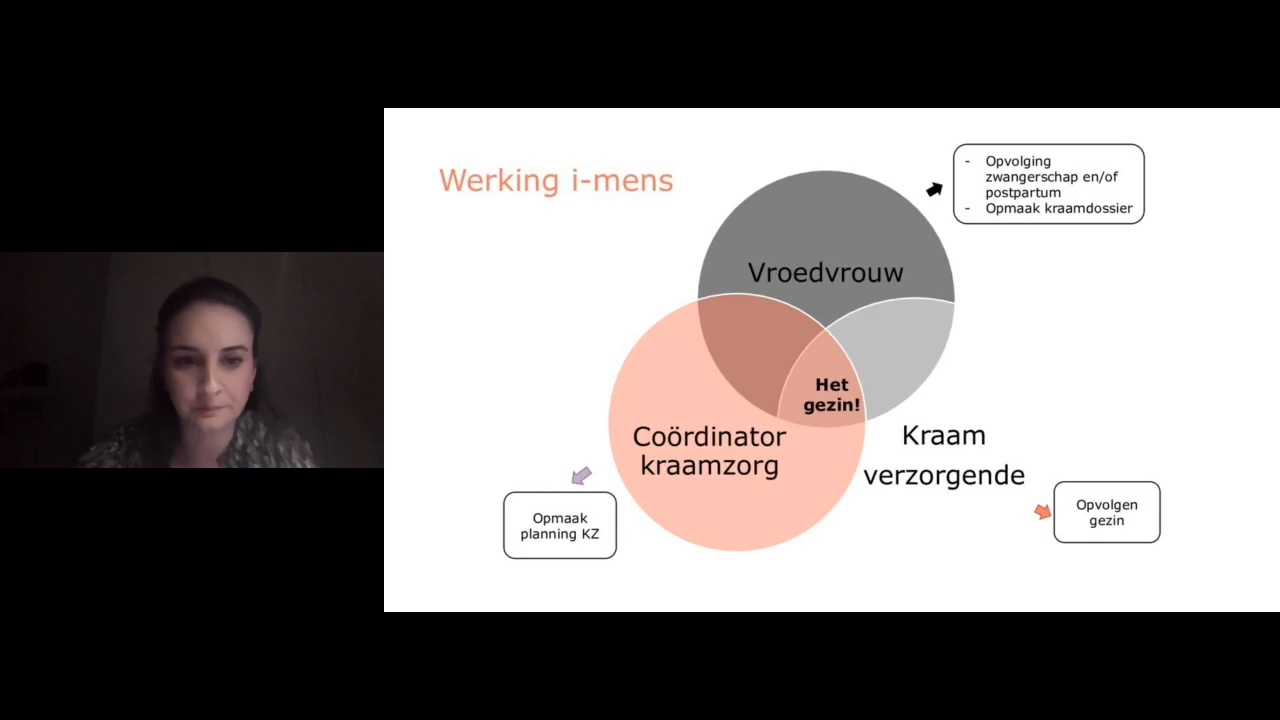 Werking i-mens
- Opvolging
zwangerschap en/of
postpartum
- Opmaak kraamdossier
Vroedvrouw
Het
gezin!
Coördinator
kraamzorg
Kraam
verzorgende
Opmaak
planning KZ
Opvolgen
gezin